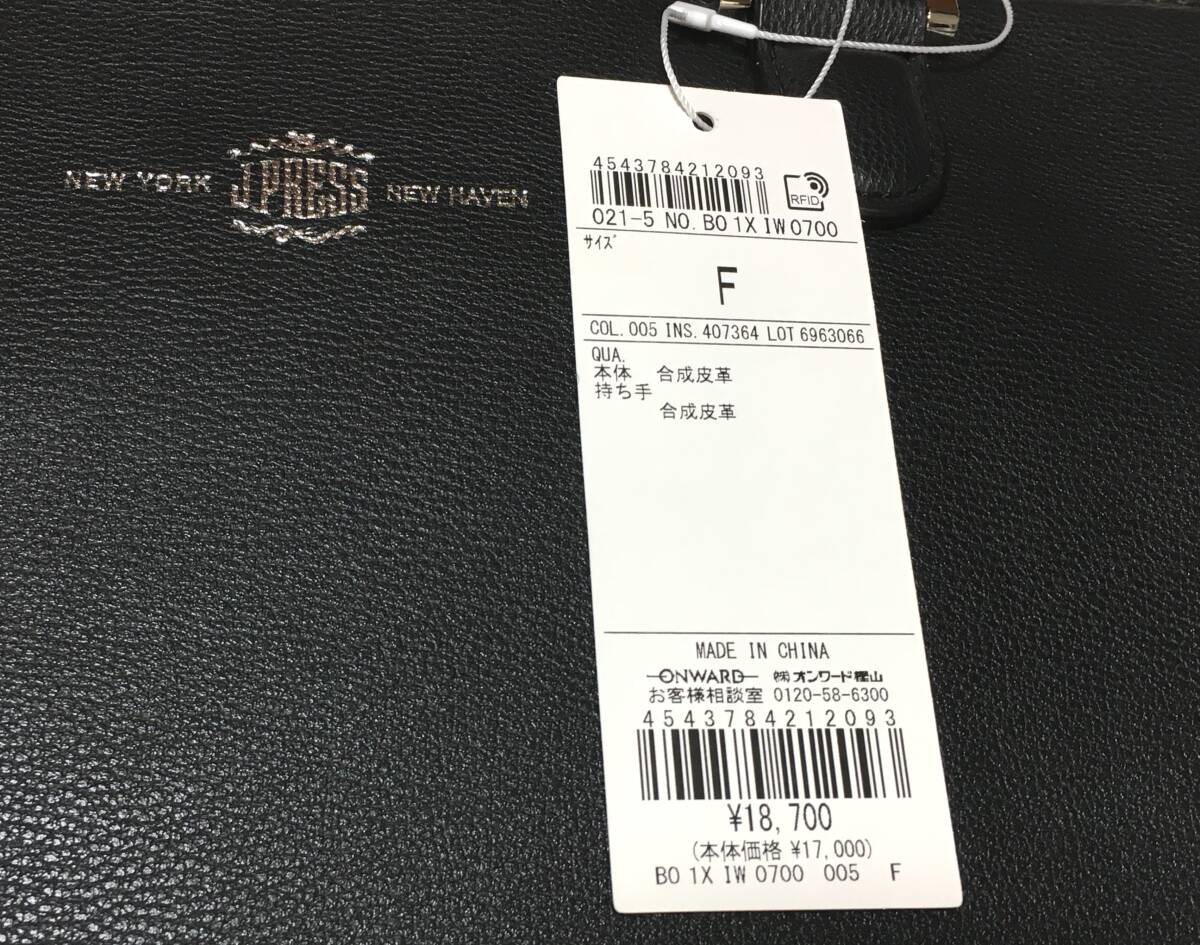 NEW YORK J.PRESS NEW HAVEN
4543784212093
RFID
021-5 NO. BO 1X IW 0700
サイズ
F
COL. 005 INS. 407364 LOT 6963066
QUA.
本体 合成皮革
持ち手
合成皮革
MADE IN CHINA
ONWARD ㈱オンワード樫山
お客様相談室 0120-58-6300
4543784212093
¥18,700
(本体価格 ¥17,000)
BO 1X IW 0700 005 F